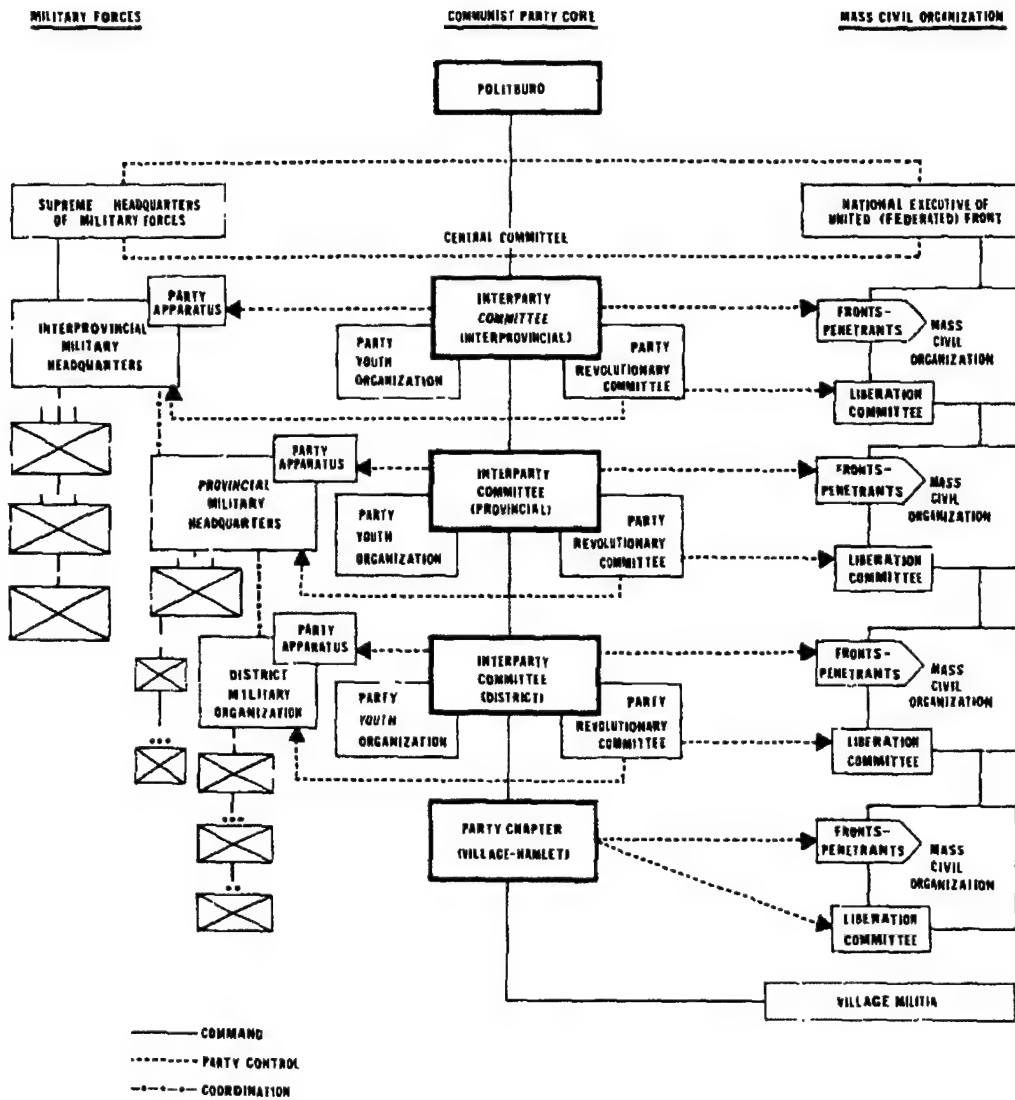 MILITARY FORCES
COMMUNIST PARTY CORE
MASS CIVIL ORGANIZATION
POLITBURO
SUPREME HEADQUARTERS
OF MILITARY FORCES
NATIONAL EXECUTIVE OF
UNITED (FEDERATED) FRONT
CENTRAL COMMITTEE
PARTY
APPARATUS
INTERPROVINCIAL
MILITARY
HEADQUARTERS
INTERPARTY
COMMITTEE
(INTERPROVINCIAL)
PARTY
YOUTH
ORGANIZATION
PARTY
REVOLUTIONARY
COMMITTEE
FRONTS-
PENETRANTS
MASS
CIVIL
ORGANIZATION
LIBERATION
COMMITTEE
PARTY
APPARATUS
PROVINCIAL
MILITARY
HEADQUARTERS
INTERPARTY
COMMITTEE
(PROVINCIAL)
PARTY
YOUTH
ORGANIZATION
PARTY
REVOLUTIONARY
COMMITTEE
FRONTS-
PENETRANTS
MASS
CIVIL
ORGANIZATION
LIBERATION
COMMITTEE
PARTY
APPARATUS
DISTRICT
MILITARY
ORGANIZATION
INTERPARTY
COMMITTEE
(DISTRICT)
PARTY
YOUTH
ORGANIZATION
PARTY
REVOLUTIONARY
COMMITTEE
FRONTS-
PENETRANTS
MASS
CIVIL
ORGANIZATION
LIBERATION
COMMITTEE
PARTY CHAPTER
(VILLAGE-HAMLET)
FRONTS-
PENETRANTS
MASS
CIVIL
ORGANIZATION
LIBERATION
COMMITTEE
VILLAGE MILITIA
COMMAND
PARTY CONTROL
COORDINATION